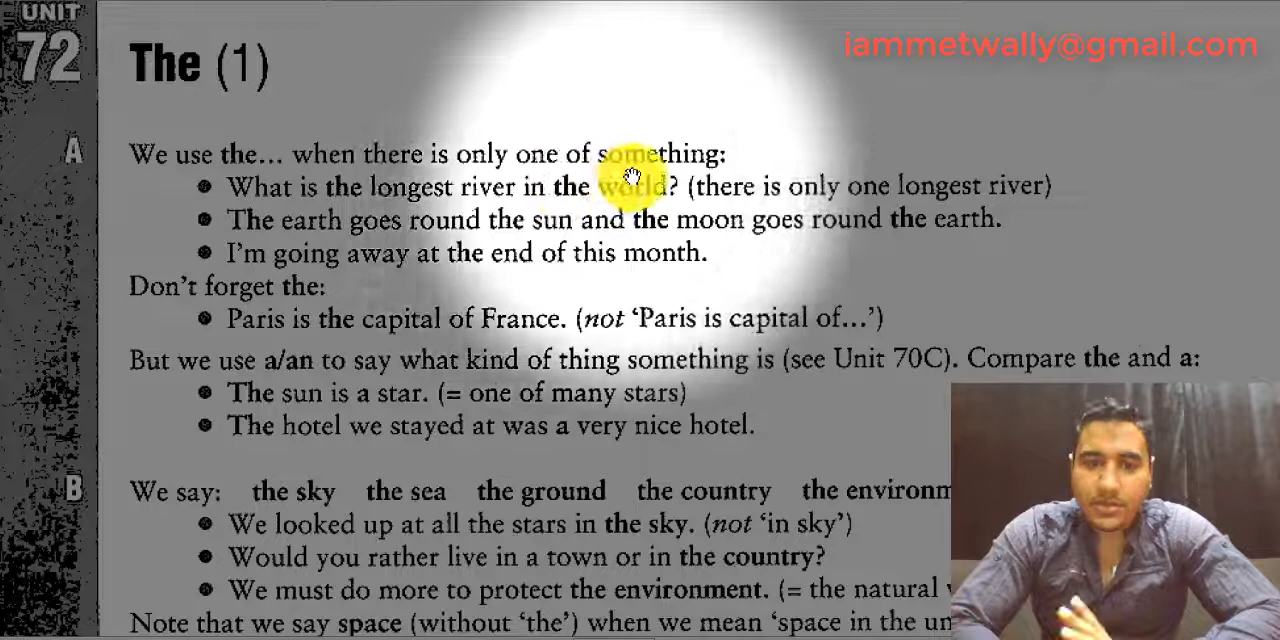 UNIT
72
iammetwally@gmail.com
The (1)
A
We use the... when there is only one of something:
• What is the longest river in the world? (there is only one longest river)
• The earth goes round the sun and the moon goes round the earth.
• I'm going away at the end of this month.
Don't forget the:
• Paris is the capital of France. (not 'Paris is capital of...')
But we use a/an to say what kind of thing something is (see Unit 70C). Compare the and a:
• The sun is a star. (= one of many stars)
• The hotel we stayed at was a very nice hotel.
B
We say: the sky the sea the ground the country the environm
• We looked up at all the stars in the sky. (not 'in sky')
• Would you rather live in a town or in the country?
• We must do more to protect the environment. (= the natural
Note that we say space (without 'the') when we mean 'space in the un